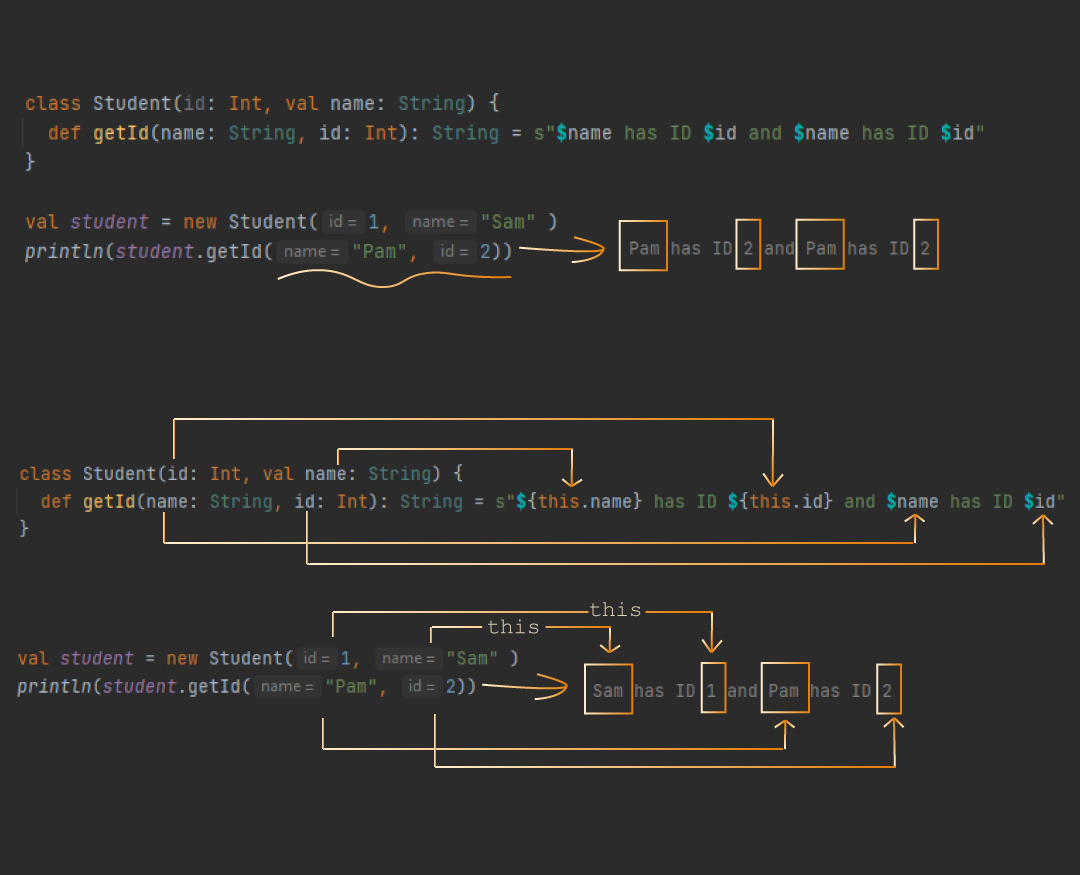 class Student(id: Int, val name: String) {
def getId(name: String, id: Int): String = s"$name has ID $id and $name has ID $id"
}
val student = new Student( id = 1, name = "Sam" )
println(student.getId( name = "Pam", id = 2)) Pam has ID 2 and Pam has ID 2
class Student(id: Int, val name: String) {
def getId(name: String, id: Int): String = s"${this.name} has ID ${this.id} and $name has ID $id"
}
this
this
val student = new Student( id = 1, name = "Sam" )
println(student.getId( name = "Pam", id = 2)) Sam has ID 1 and Pam has ID 2